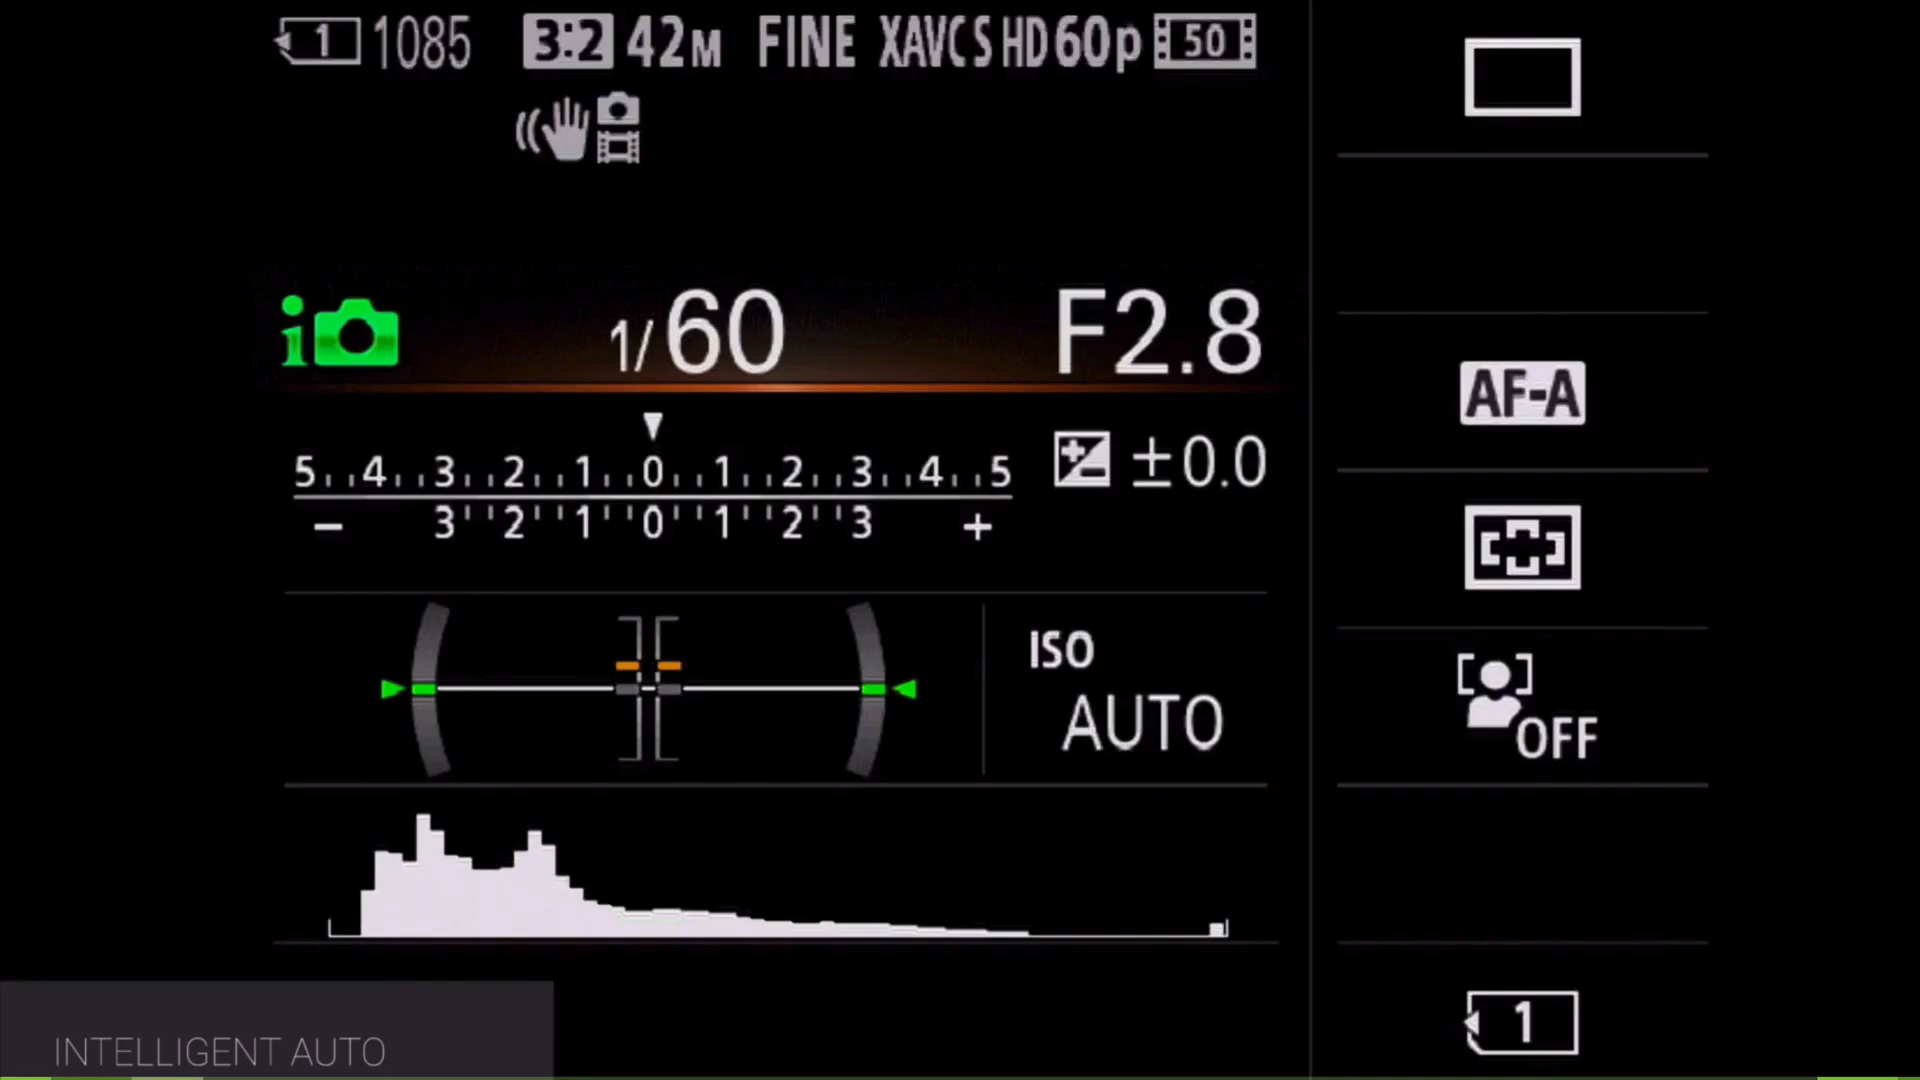 1 1085 3:2 42M FINE XAVC S HD 60p 50
i 1/60 F2.8
5 4 3 2 1 0 1 2 3 4 5 ±0.0
− 3 2 1 0 1 2 3 +
AF-A
ISO
AUTO
OFF
1
INTELLIGENT AUTO